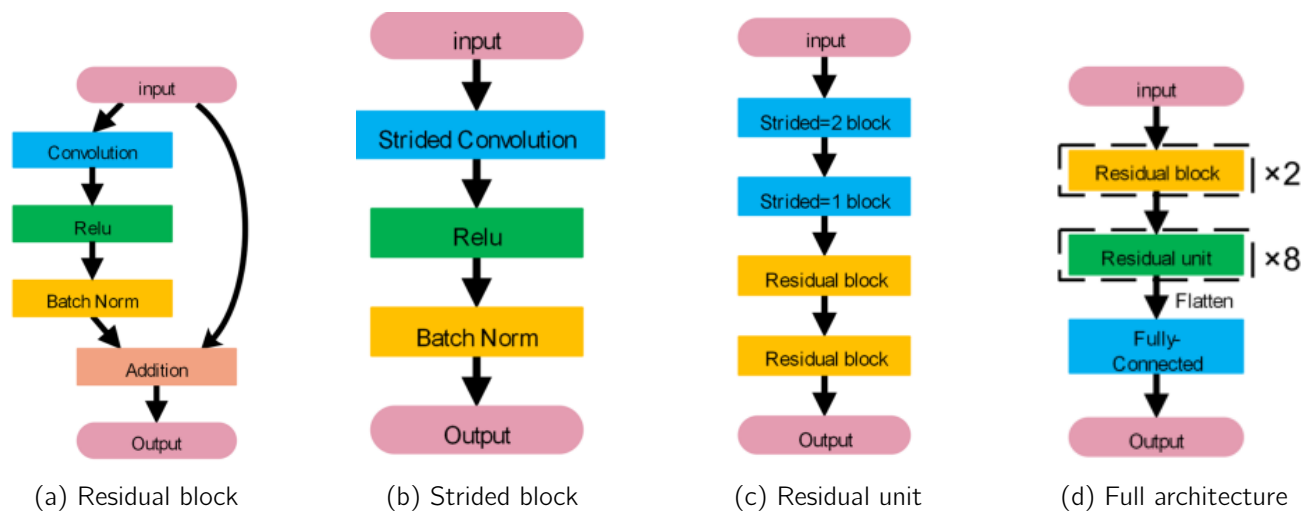 input
Convolution
Relu
Batch Norm
Addition
Output
(a) Residual block
input
Strided Convolution
Relu
Batch Norm
Output
(b) Strided block
input
Strided=2 block
Strided=1 block
Residual block
Residual block
Output
(c) Residual unit
input
Residual block
×2
Residual unit
×8
Flatten
Fully-
Connected
Output
(d) Full architecture